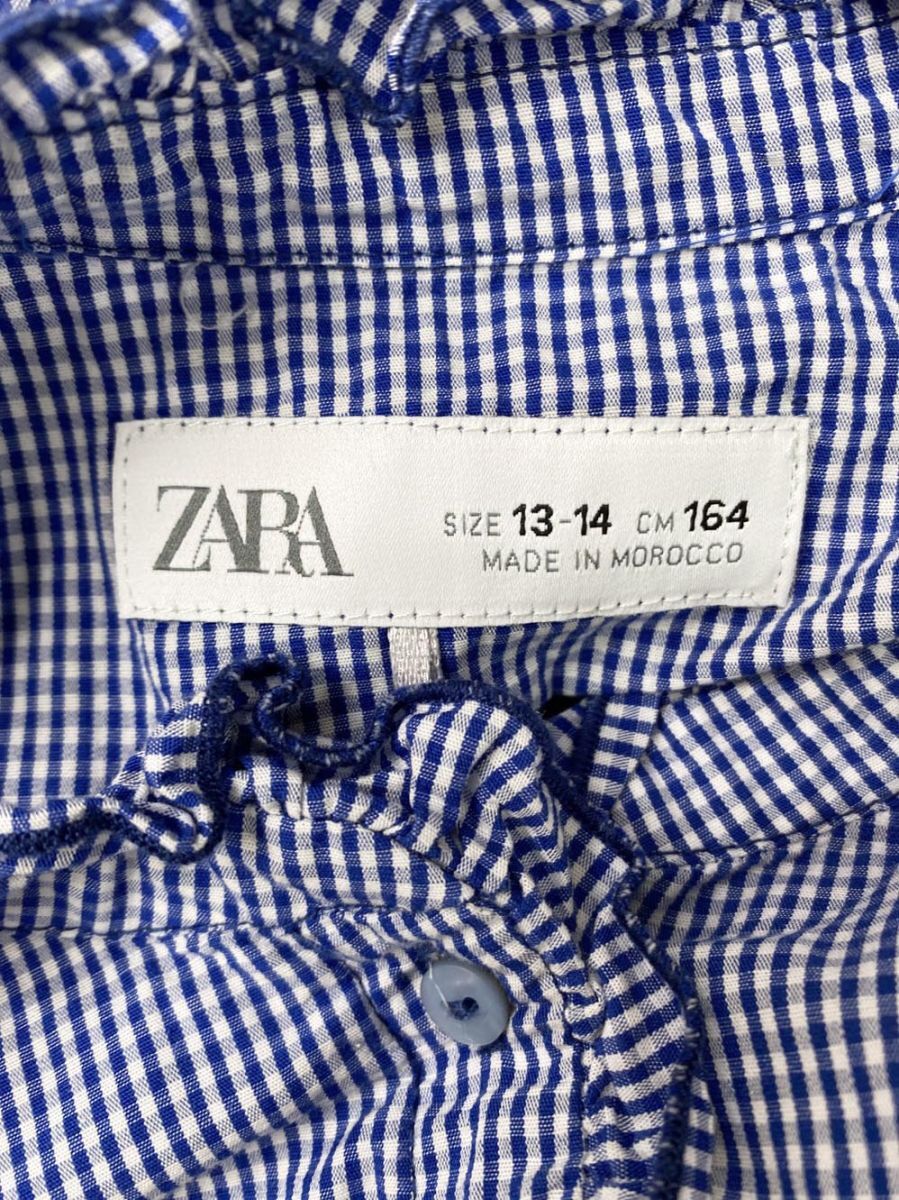 ZARA
SIZE 13-14 CM 164
MADE IN MOROCCO